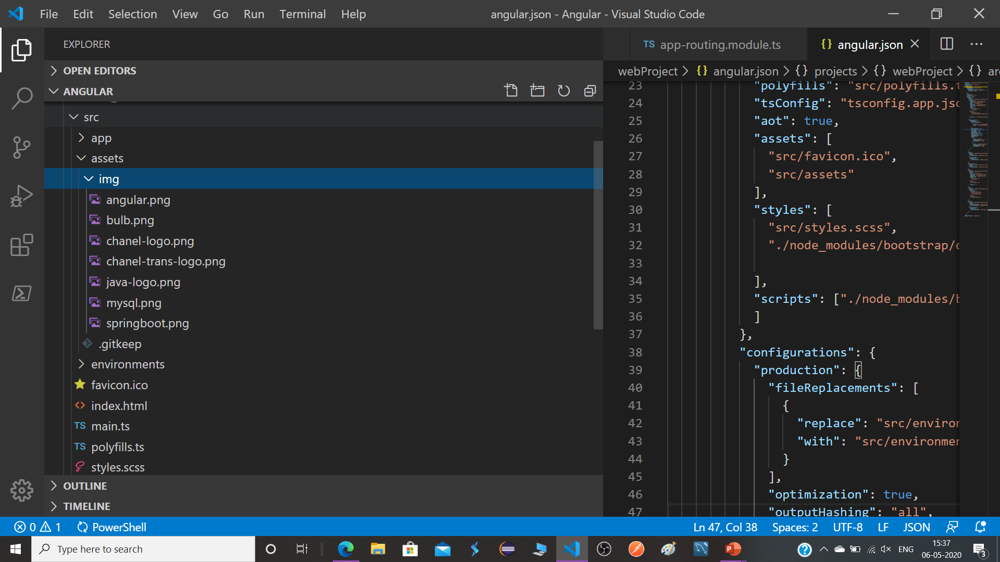 File Edit Selection View Go Run Terminal Help
angular.json - Angular - Visual Studio Code
EXPLORER
OPEN EDITORS
ANGULAR
src
app
assets
img
angular.png
bulb.png
chanel-logo.png
chanel-trans-logo.png
java-logo.png
mysql.png
springboot.png
.gitkeep
environments
favicon.ico
index.html
TS main.ts
TS polyfills.ts
styles.scss
OUTLINE
TIMELINE
TS app-routing.module.ts
{} angular.json
webProject > {} angular.json > {} projects > {} webProject > {} ar
23 "polyfills": "src/polyfills.t
24 "tsConfig": "tsconfig.app.jso
25 "aot": true,
26 "assets": [
27 "src/favicon.ico",
28 "src/assets"
29 ],
30 "styles": [
31 "src/styles.scss",
32 "./node_modules/bootstrap/d
33
34 ],
35 "scripts": ["./node_modules/b
36 ]
37 },
38 "configurations": {
39 "production": {
40 "fileReplacements": [
41 {
42 "replace": "src/environ
43 "with": "src/environmen
44 }
45 ],
46 "optimization": true,
47 "outputHashing": "all",
0 1 PowerShell
Ln 47, Col 38 Spaces: 2 UTF-8 LF JSON
Type here to search
ENG
15:37
06-05-2020
3